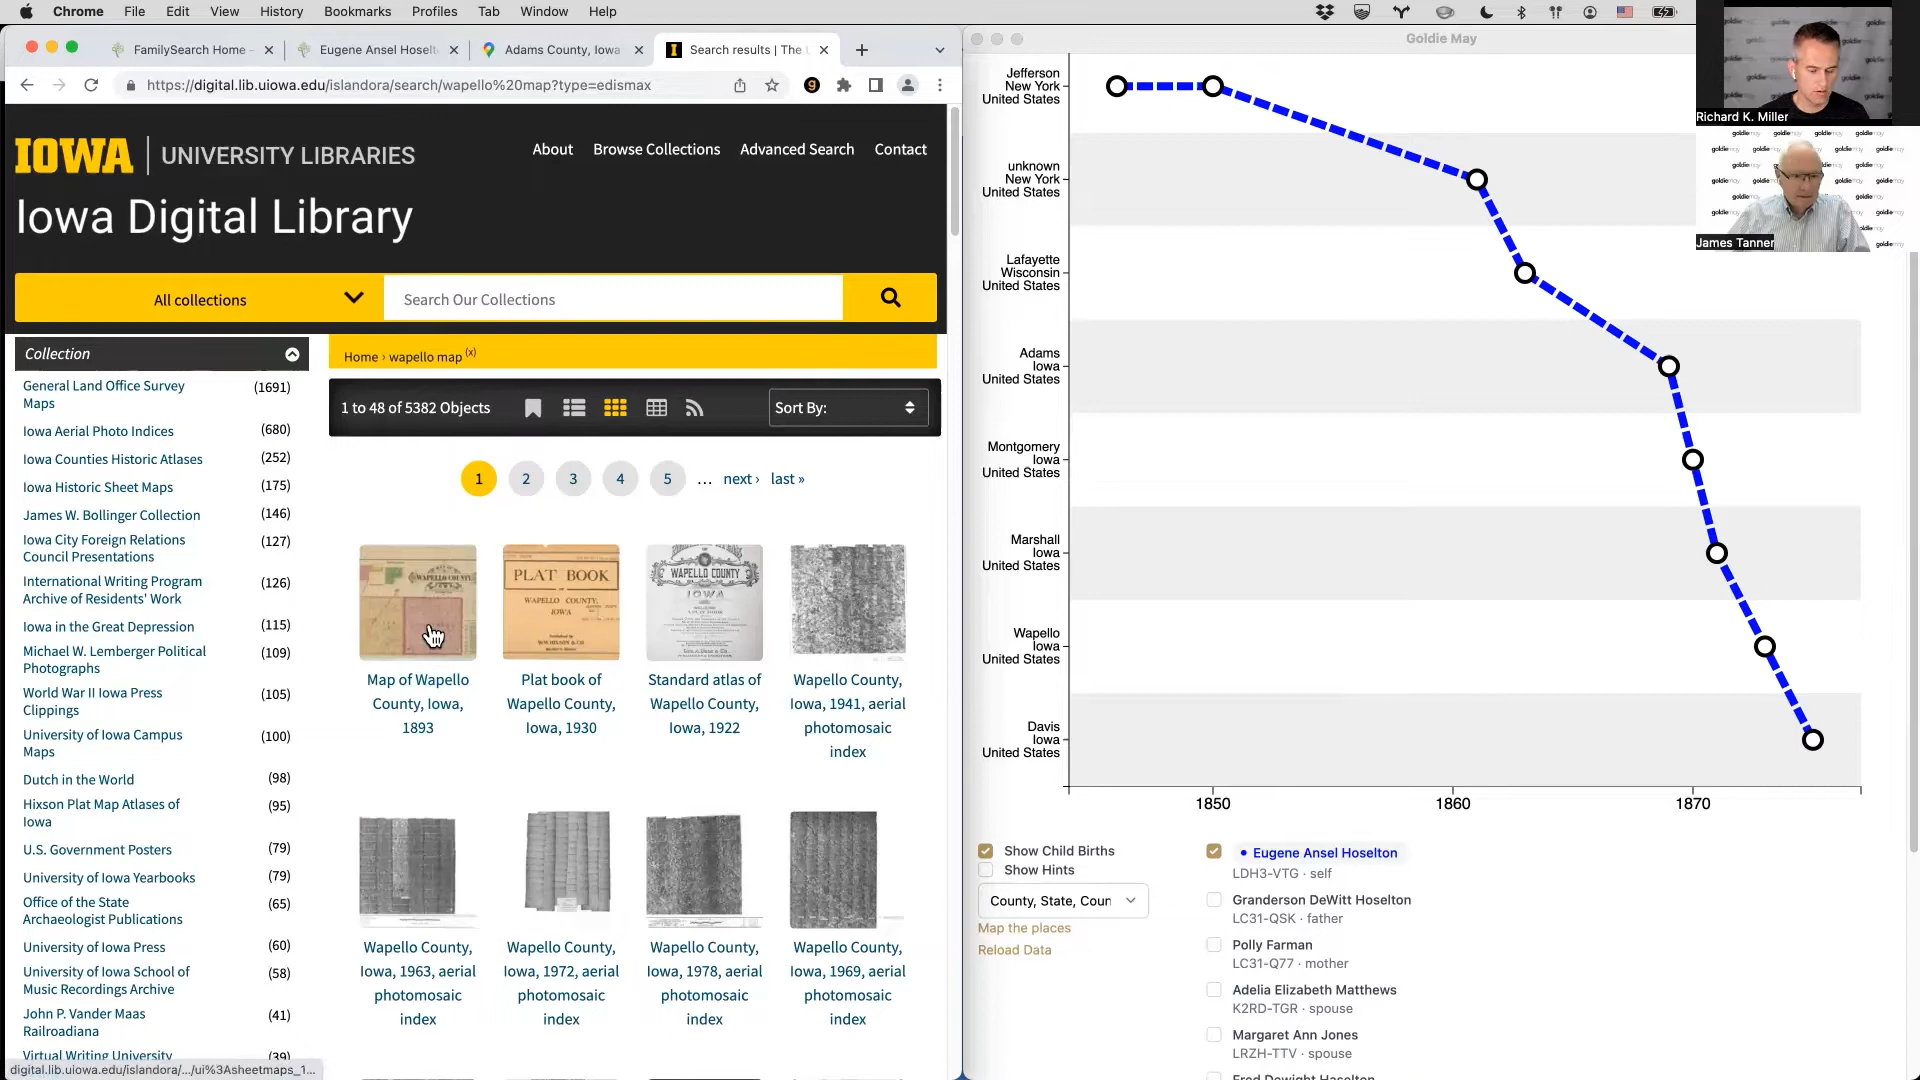 Chrome File Edit View History Bookmarks Profiles Tab Window Help
FamilySearch Home -
Eugene Ansel Hoselt
Adams County, Iowa
Search results | The
https://digital.lib.uiowa.edu/islandora/search/wapello%20map?type=edismax
IOWA UNIVERSITY LIBRARIES
About Browse Collections Advanced Search Contact
Iowa Digital Library
All collections
Search Our Collections
Collection
General Land Office Survey
Maps
(1691)
Iowa Aerial Photo Indices (680)
Iowa Counties Historic Atlases (252)
Iowa Historic Sheet Maps (175)
James W. Bollinger Collection (146)
Iowa City Foreign Relations
Council Presentations
(127)
International Writing Program
Archive of Residents' Work
(126)
Iowa in the Great Depression (115)
Michael W. Lemberger Political
Photographs
(109)
World War II Iowa Press
Clippings
(105)
University of Iowa Campus
Maps
(100)
Dutch in the World (98)
Hixson Plat Map Atlases of
Iowa
(95)
U.S. Government Posters (79)
University of Iowa Yearbooks (79)
Office of the State
Archaeologist Publications
(65)
University of Iowa Press (60)
University of Iowa School of
Music Recordings Archive
(58)
John P. Vander Maas
Railroadiana
(41)
Virtual Writing University (39)
digital.lib.uiowa.edu/islandora/.../ui%3Asheetmaps_1...
Home › wapello map (x)
1 to 48 of 5382 Objects
Sort By:
1 2 3 4 5 ... next › last »
WAPELLO COUNTY
PLAT BOOK
OF
WAPELLO COUNTY,
IOWA
WAPELLO COUNTY
IOWA
Map of Wapello
County, Iowa,
1893
Plat book of
Wapello County,
Iowa, 1930
Standard atlas of
Wapello County,
Iowa, 1922
Wapello County,
Iowa, 1941, aerial
photomosaic
index
Wapello County,
Iowa, 1963, aerial
photomosaic
index
Wapello County,
Iowa, 1972, aerial
photomosaic
index
Wapello County,
Iowa, 1978, aerial
photomosaic
index
Wapello County,
Iowa, 1969, aerial
photomosaic
index
Goldie May
Jefferson
New York
United States
unknown
New York
United States
Lafayette
Wisconsin
United States
Adams
Iowa
United States
Montgomery
Iowa
United States
Marshall
Iowa
United States
Wapello
Iowa
United States
Davis
Iowa
United States
1850 1860 1870
Show Child Births
Show Hints
County, State, Coun
Map the places
Reload Data
• Eugene Ansel Hoselton
LDH3-VTG · self
Granderson DeWitt Hoselton
LC31-QSK · father
Polly Farman
LC31-Q77 · mother
Adelia Elizabeth Matthews
K2RD-TGR · spouse
Margaret Ann Jones
LRZH-TTV · spouse
Fred Dewight Haselton
Richard K. Miller
goldiemay
James Tanner